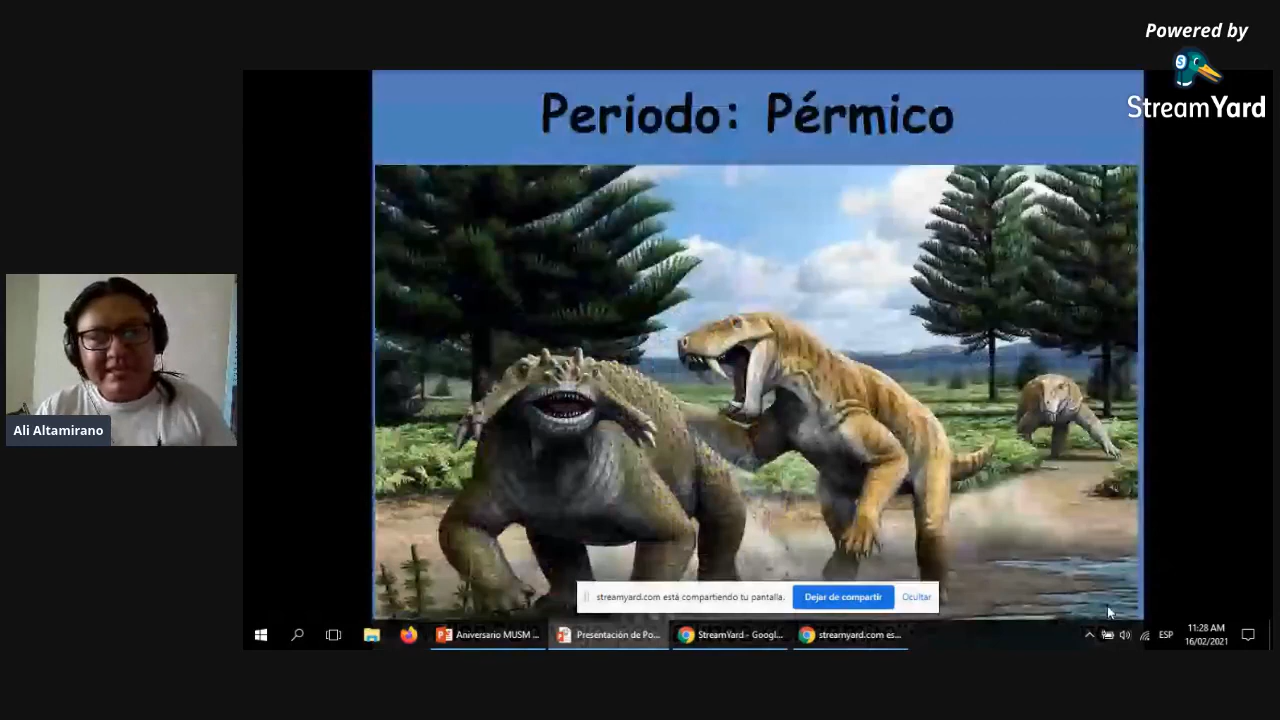 Powered by
StreamYard
Periodo: Pérmico
Ali Altamirano
streamyard.com está compartiendo tu pantalla.
Dejar de compartir
Ocultar
Aniversario MUSM ...
Presentación de Po...
StreamYard - Googl...
streamyard.com es...
ESP
11:28 AM
16/02/2021